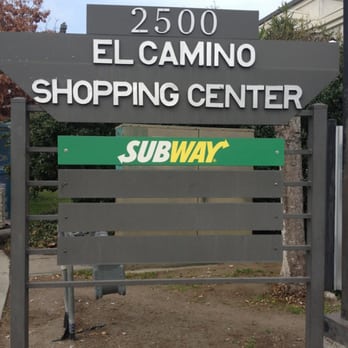 2500
EL CAMINO
SHOPPING CENTER
SUBWAY